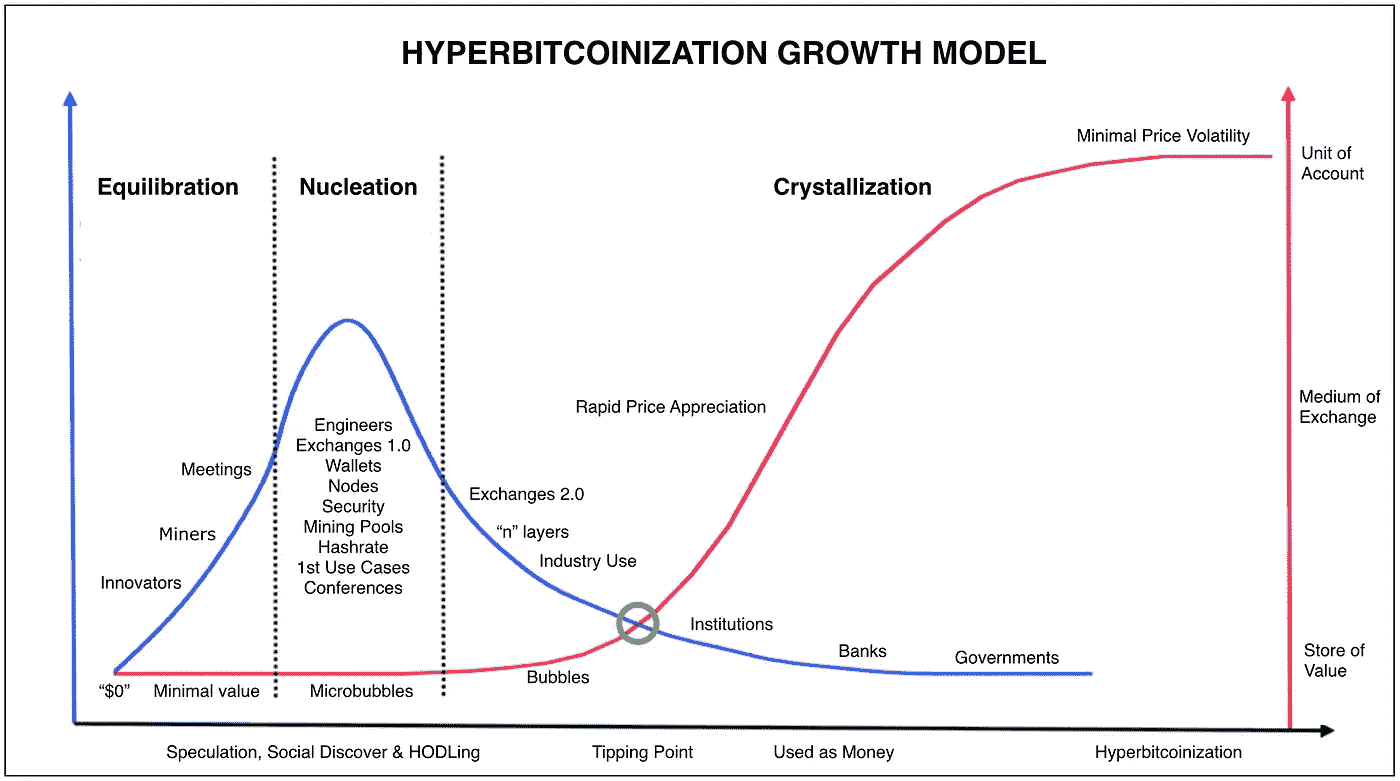 HYPERBITCOINIZATION GROWTH MODEL
Minimal Price Volatility
Unit of
Account
Equilibration
Nucleation
Crystallization
Rapid Price Appreciation
Medium of
Exchange
Engineers
Exchanges 1.0
Wallets
Nodes
Security
Mining Pools
Hashrate
1st Use Cases
Conferences
Meetings
Miners
Innovators
Exchanges 2.0
“n” layers
Industry Use
Institutions
Banks
Governments
Store of
Value
“$0”
Minimal value
Microbubbles
Bubbles
Speculation, Social Discover & HODLing
Tipping Point
Used as Money
Hyperbitcoinization